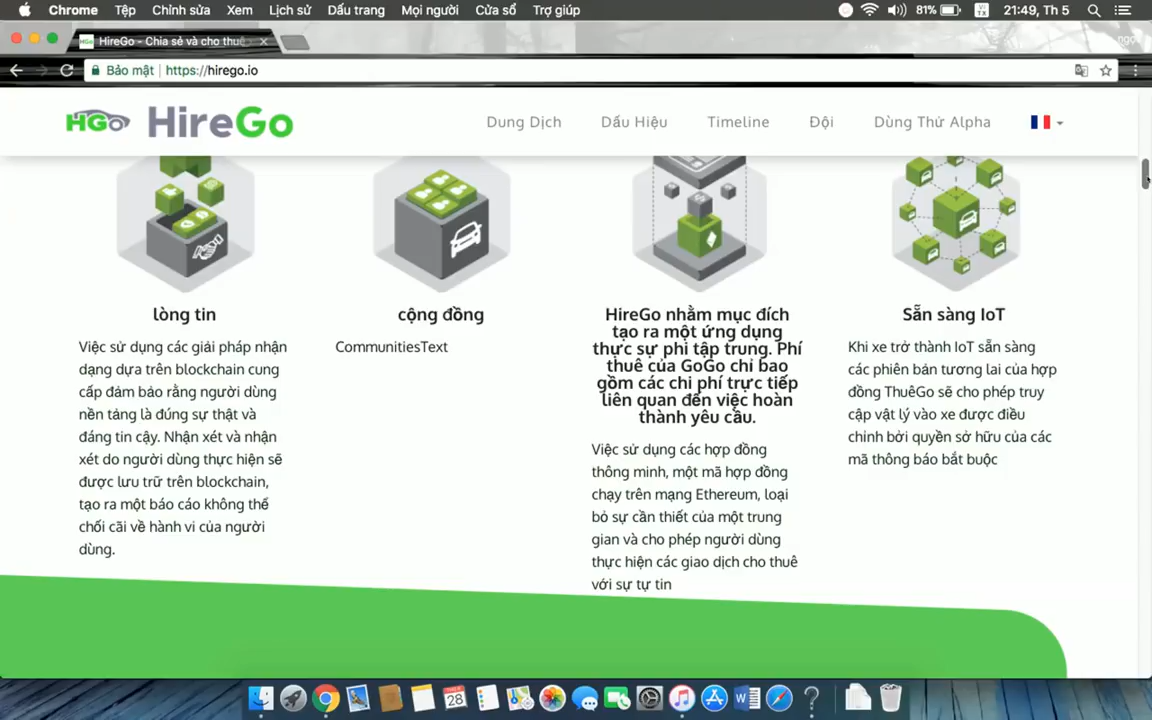 Chrome Tệp Chỉnh sửa Xem Lịch sử Dấu trang Mọi người Cửa sổ Trợ giúp 81% VI TX 21:49, Th 5
HireGo - Chia sẻ và cho thuê
Bảo mật | https://hirego.io
HGo HireGo Dung Dịch Dấu Hiệu Timeline Đội Dùng Thử Alpha
lòng tin
Việc sử dụng các giải pháp nhận
dạng dựa trên blockchain cung
cấp đảm bảo rằng người dùng
nền tảng là đúng sự thật và
đáng tin cậy. Nhận xét và nhận
xét do người dùng thực hiện sẽ
được lưu trữ trên blockchain,
tạo ra một báo cáo không thể
chối cãi về hành vi của người
dùng.
cộng đồng
CommunitiesText
HireGo nhằm mục đích
tạo ra một ứng dụng
thực sự phi tập trung. Phí
thuê của GoGo chỉ bao
gồm các chi phí trực tiếp
liên quan đến việc hoàn
thành yêu cầu.
Việc sử dụng các hợp đồng
thông minh, một mã hợp đồng
chạy trên mạng Ethereum, loại
bỏ sự cần thiết của một trung
gian và cho phép người dùng
thực hiện các giao dịch cho thuê
với sự tự tin
Sẵn sàng IoT
Khi xe trở thành IoT sẵn sàng
các phiên bản tương lai của hợp
đồng ThuêGo sẽ cho phép truy
cập vật lý vào xe được điều
chỉnh bởi quyền sở hữu của các
mã thông báo bắt buộc
28